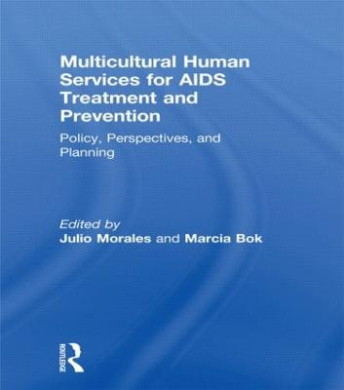 Multicultural Human
Services for AIDS
Treatment and
Prevention
Policy, Perspectives, and
Planning
Edited by
Julio Morales and Marcia Bok
ROUTLEDGE